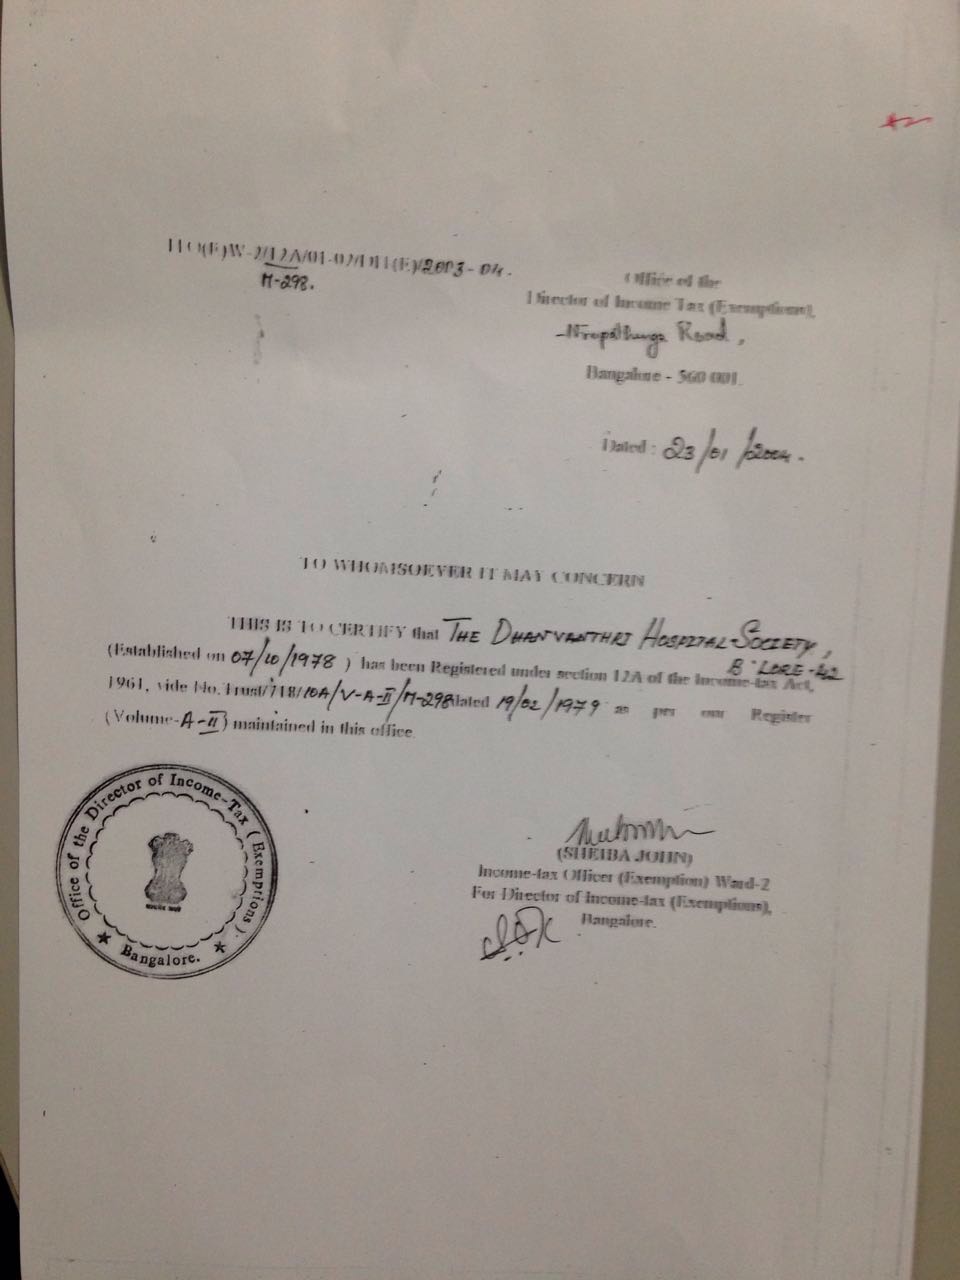 ITO(E)W-2/12A/01-02/DIT(E)/2003-04.
M-298.
Office of the
Director of Income Tax (Exemptions),
Nrupathunga Road,
Bangalore - 560 001.
Dated : 23/01/2004.
TO WHOMSOEVER IT MAY CONCERN
THIS IS TO CERTIFY that THE DHANVANTHRI HOSPITAL SOCIETY,
B'LORE-42
(Established on 07/10/1978 ) has been Registered under section 12A of the Income-tax Act,
1961, vide No.Trust/718/10A/V-A-II/M-298 dated 19/02/1979 as per our Register
(Volume-A-II) maintained in this office.
Office of the Director of Income-Tax (Exemptions)
Bangalore.
(SHEIBA JOHN)
Income-tax Officer (Exemption) Ward-2
For Director of Income-tax (Exemptions),
Bangalore.